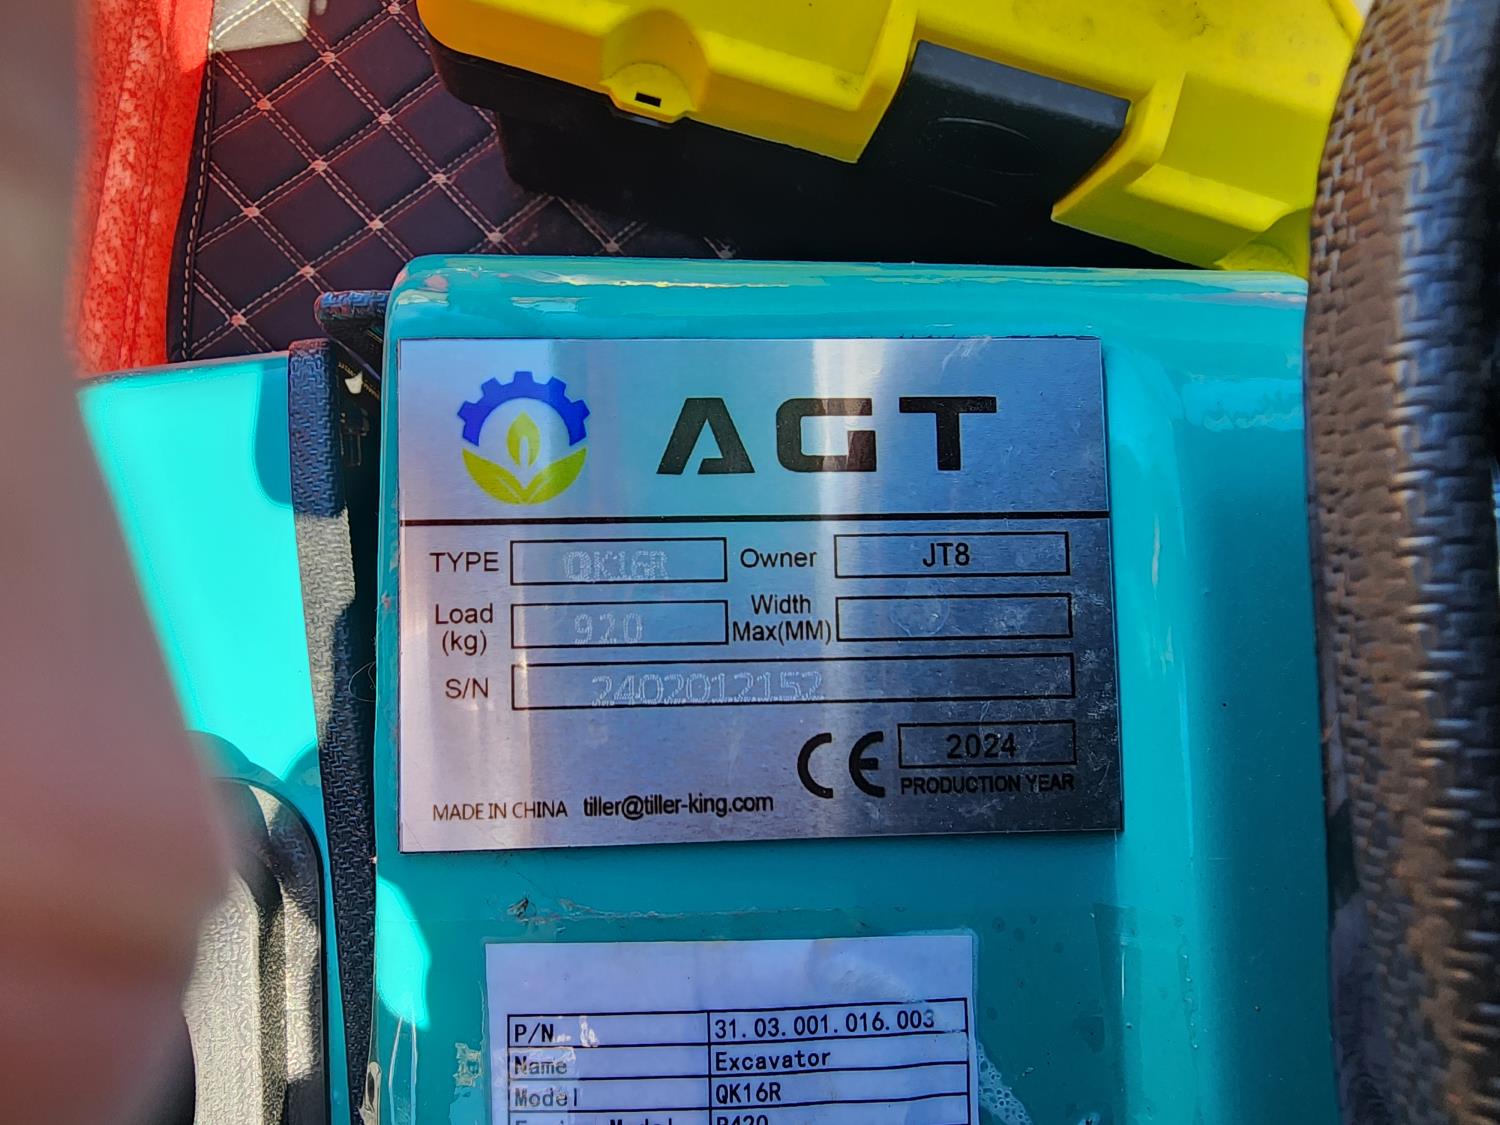 AGT
TYPE QK16R Owner JT8
Load (kg) 920 Width Max(MM)
S/N 2402012152
CE 2024
PRODUCTION YEAR
MADE IN CHINA tiller@tiller-king.com
P/N 31.03.001.016.003
Name Excavator
Model QK16R